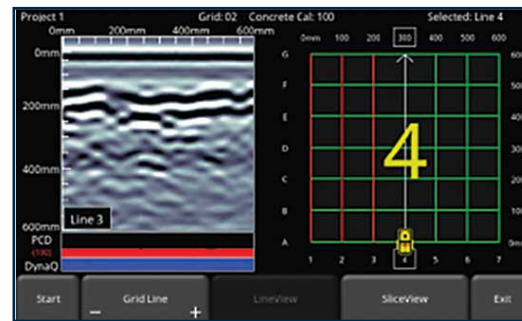 Project 1 Grid: 02 Concrete Cal: 100 Selected: Line 4
0mm 200mm 400mm 600mm
0mm
200mm
400mm
600mm
Line 3
PCD
(100)
DynaQ
0mm 100 200 300 400 500 600
G
F
E
D
C
B
A
1 2 3 4 5 6 7
4
Start
− Grid Line +
LineView
SliceView
Exit